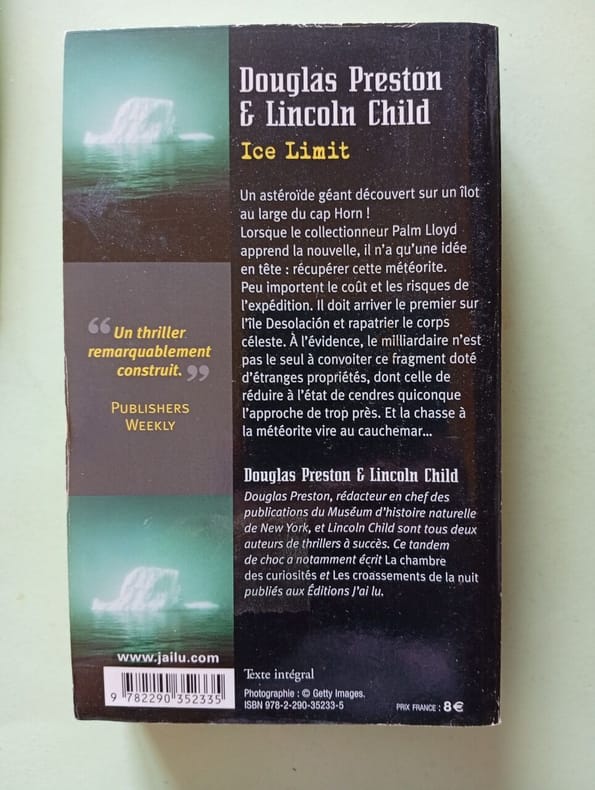 Douglas Preston
& Lincoln Child
Ice Limit
Un astéroïde géant découvert sur un îlot
au large du cap Horn !
Lorsque le collectionneur Palm Lloyd
apprend la nouvelle, il n'a qu'une idée
en tête : récupérer cette météorite.
Peu importent le coût et les risques de
l'expédition. Il doit arriver le premier sur
l'île Desolación et rapatrier le corps
céleste. À l'évidence, le milliardaire n'est
pas le seul à convoiter ce fragment doté
d'étranges propriétés, dont celle de
réduire à l'état de cendres quiconque
l'approche de trop près. Et la chasse à
la météorite vire au cauchemar...
“ Un thriller
remarquablement
construit. ”
Publishers
Weekly
Douglas Preston & Lincoln Child
Douglas Preston, rédacteur en chef des
publications du Muséum d'histoire naturelle
de New York, et Lincoln Child sont tous deux
auteurs de thrillers à succès. Ce tandem
de choc a notamment écrit La chambre
des curiosités et Les croassements de la nuit
publiés aux Éditions J'ai lu.
www.jailu.com
9 782290 352335
Texte intégral
Photographie : © Getty Images.
ISBN 978-2-290-35233-5
PRIX FRANCE : 8 €